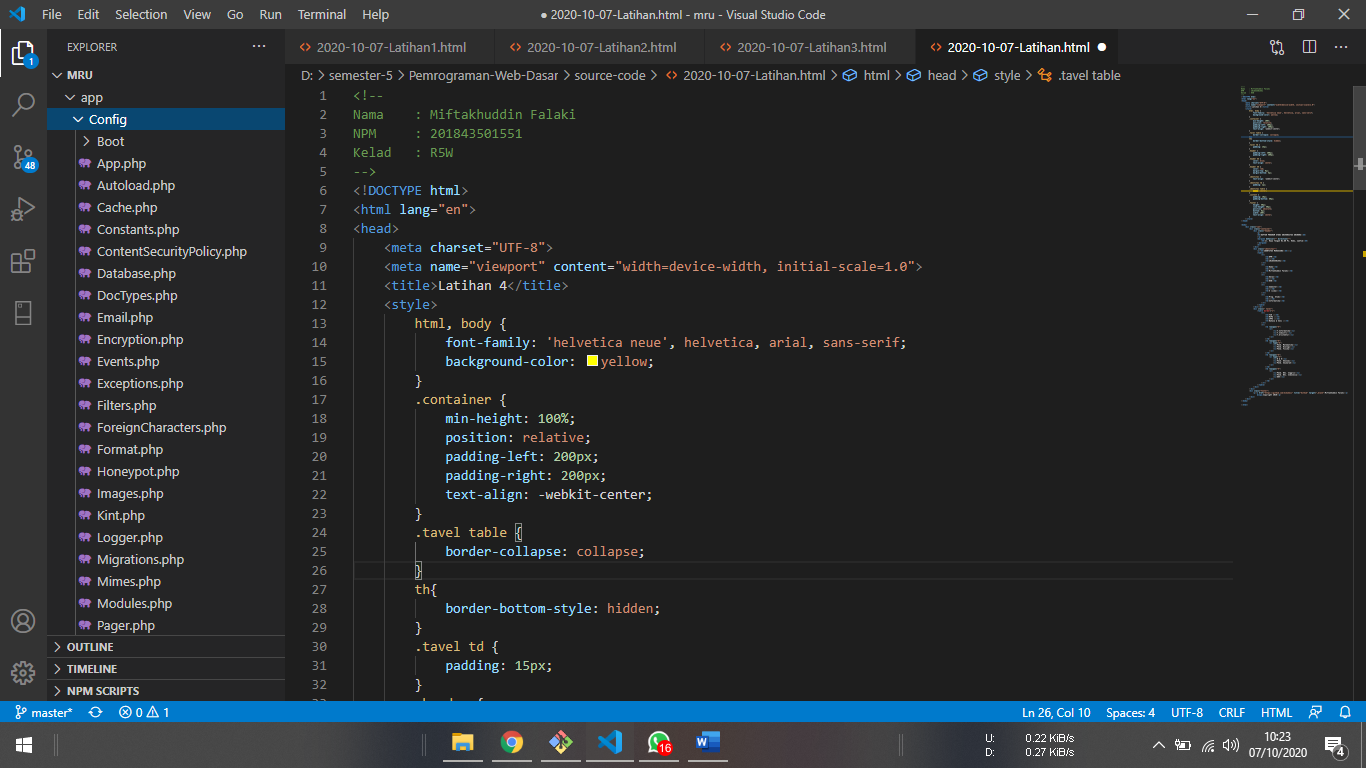 File Edit Selection View Go Run Terminal Help
● 2020-10-07-Latihan.html - mru - Visual Studio Code
EXPLORER
2020-10-07-Latihan1.html 2020-10-07-Latihan2.html 2020-10-07-Latihan3.html 2020-10-07-Latihan.html
D: > semester-5 > Pemrograman-Web-Dasar > source-code > 2020-10-07-Latihan.html > html > head > style > .tavel table
MRU
app
Config
Boot
App.php
Autoload.php
Cache.php
Constants.php
ContentSecurityPolicy.php
Database.php
DocTypes.php
Email.php
Encryption.php
Events.php
Exceptions.php
Filters.php
ForeignCharacters.php
Format.php
Honeypot.php
Images.php
Kint.php
Logger.php
Migrations.php
Mimes.php
Modules.php
Pager.php
OUTLINE
TIMELINE
NPM SCRIPTS
1
48
1 <!--
2 Nama : Miftakhuddin Falaki
3 NPM : 201843501551
4 Kelad : R5W
5 -->
6 <!DOCTYPE html>
7 <html lang="en">
8 <head>
9 <meta charset="UTF-8">
10 <meta name="viewport" content="width=device-width, initial-scale=1.0">
11 <title>Latihan 4</title>
12 <style>
13 html, body {
14 font-family: 'helvetica neue', helvetica, arial, sans-serif;
15 background-color: yellow;
16 }
17 .container {
18 min-height: 100%;
19 position: relative;
20 padding-left: 200px;
21 padding-right: 200px;
22 text-align: -webkit-center;
23 }
24 .tavel table {
25 border-collapse: collapse;
26 }
27 th{
28 border-bottom-style: hidden;
29 }
30 .tavel td {
31 padding: 15px;
32 }
master* 0 1
Ln 26, Col 10 Spaces: 4 UTF-8 CRLF HTML
16
U: 0.22 KiB/s
D: 0.27 KiB/s
10:23
07/10/2020
4